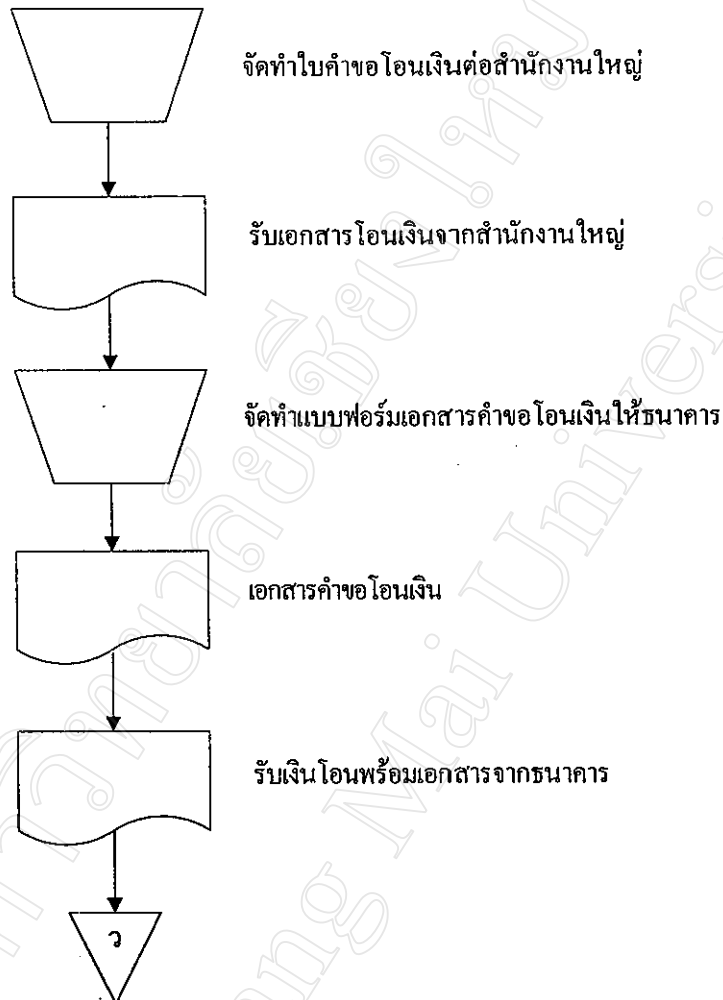 จัดทำใบคำขอโอนเงินต่อสำนักงานใหญ่
รับเอกสารโอนเงินจากสำนักงานใหญ่
จัดทำแบบฟอร์มเอกสารคำขอโอนเงินให้ธนาคาร
เอกสารคำขอโอนเงิน
รับเงินโอนพร้อมเอกสารจากธนาคาร
ว